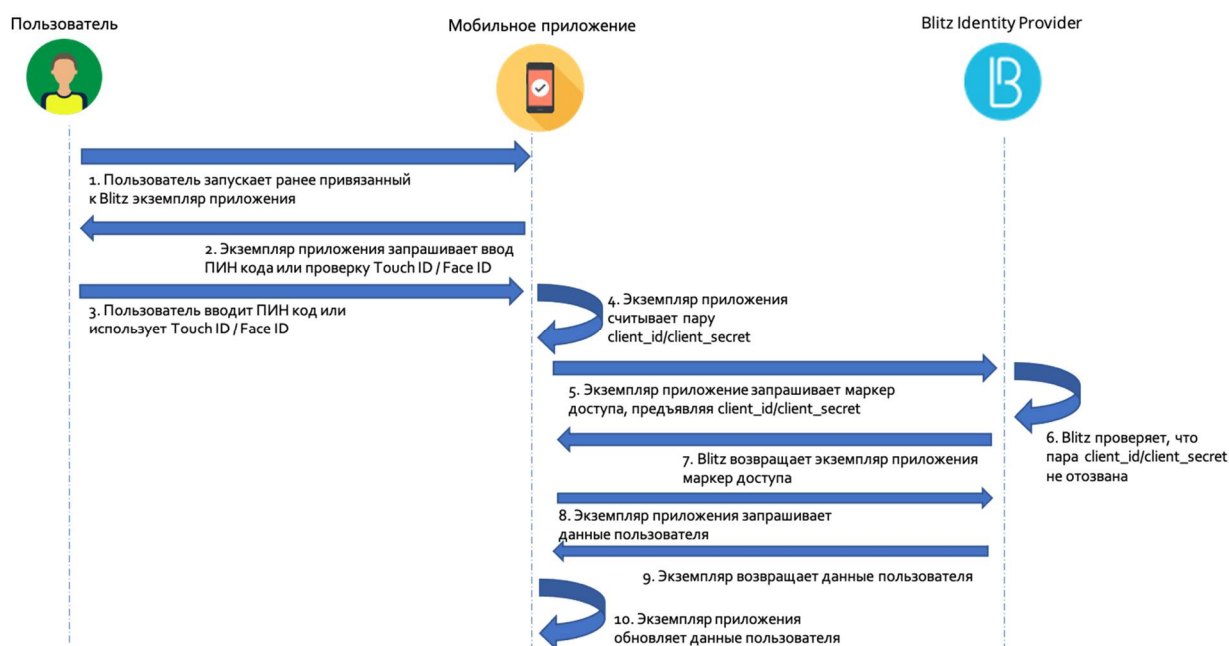 Пользователь
Мобильное приложение
Blitz Identity Provider
1. Пользователь запускает ранее привязанный
к Blitz экземпляр приложения
2. Экземпляр приложения запрашивает ввод
ПИН кода или проверку Touch ID / Face ID
3. Пользователь вводит ПИН код или
использует Touch ID / Face ID
4. Экземпляр приложения
считывает пару
client_id/client_secret
5. Экземпляр приложение запрашивает маркер
доступа, предъявляя client_id/client_secret
6. Blitz проверяет, что
пара client_id/client_secret
не отозвана
7. Blitz возвращает экземпляр приложения
маркер доступа
8. Экземпляр приложения запрашивает
данные пользователя
9. Экземпляр возвращает данные пользователя
10. Экземпляр приложения
обновляет данные пользователя